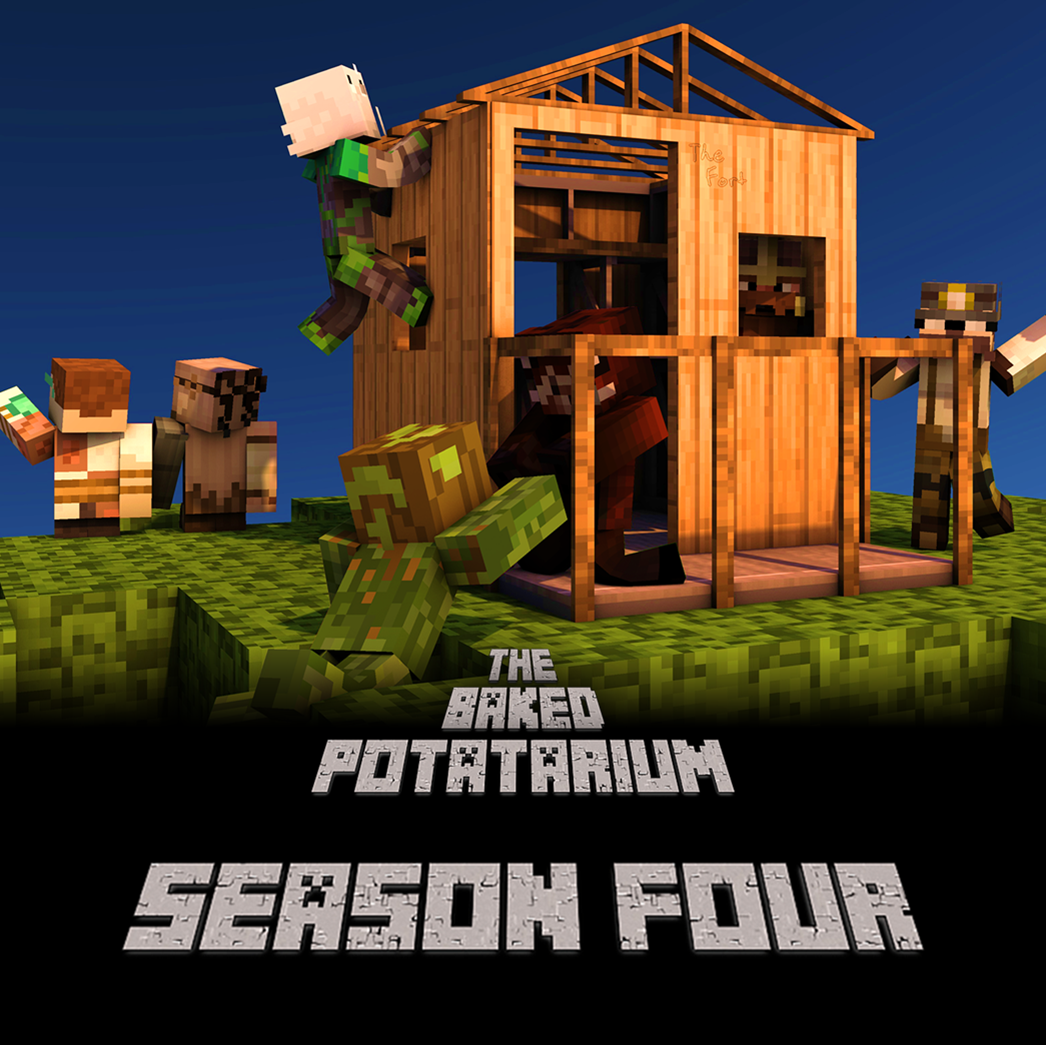 The
Fort
THE
BAKED
POTATARIUM
SEASON FOUR